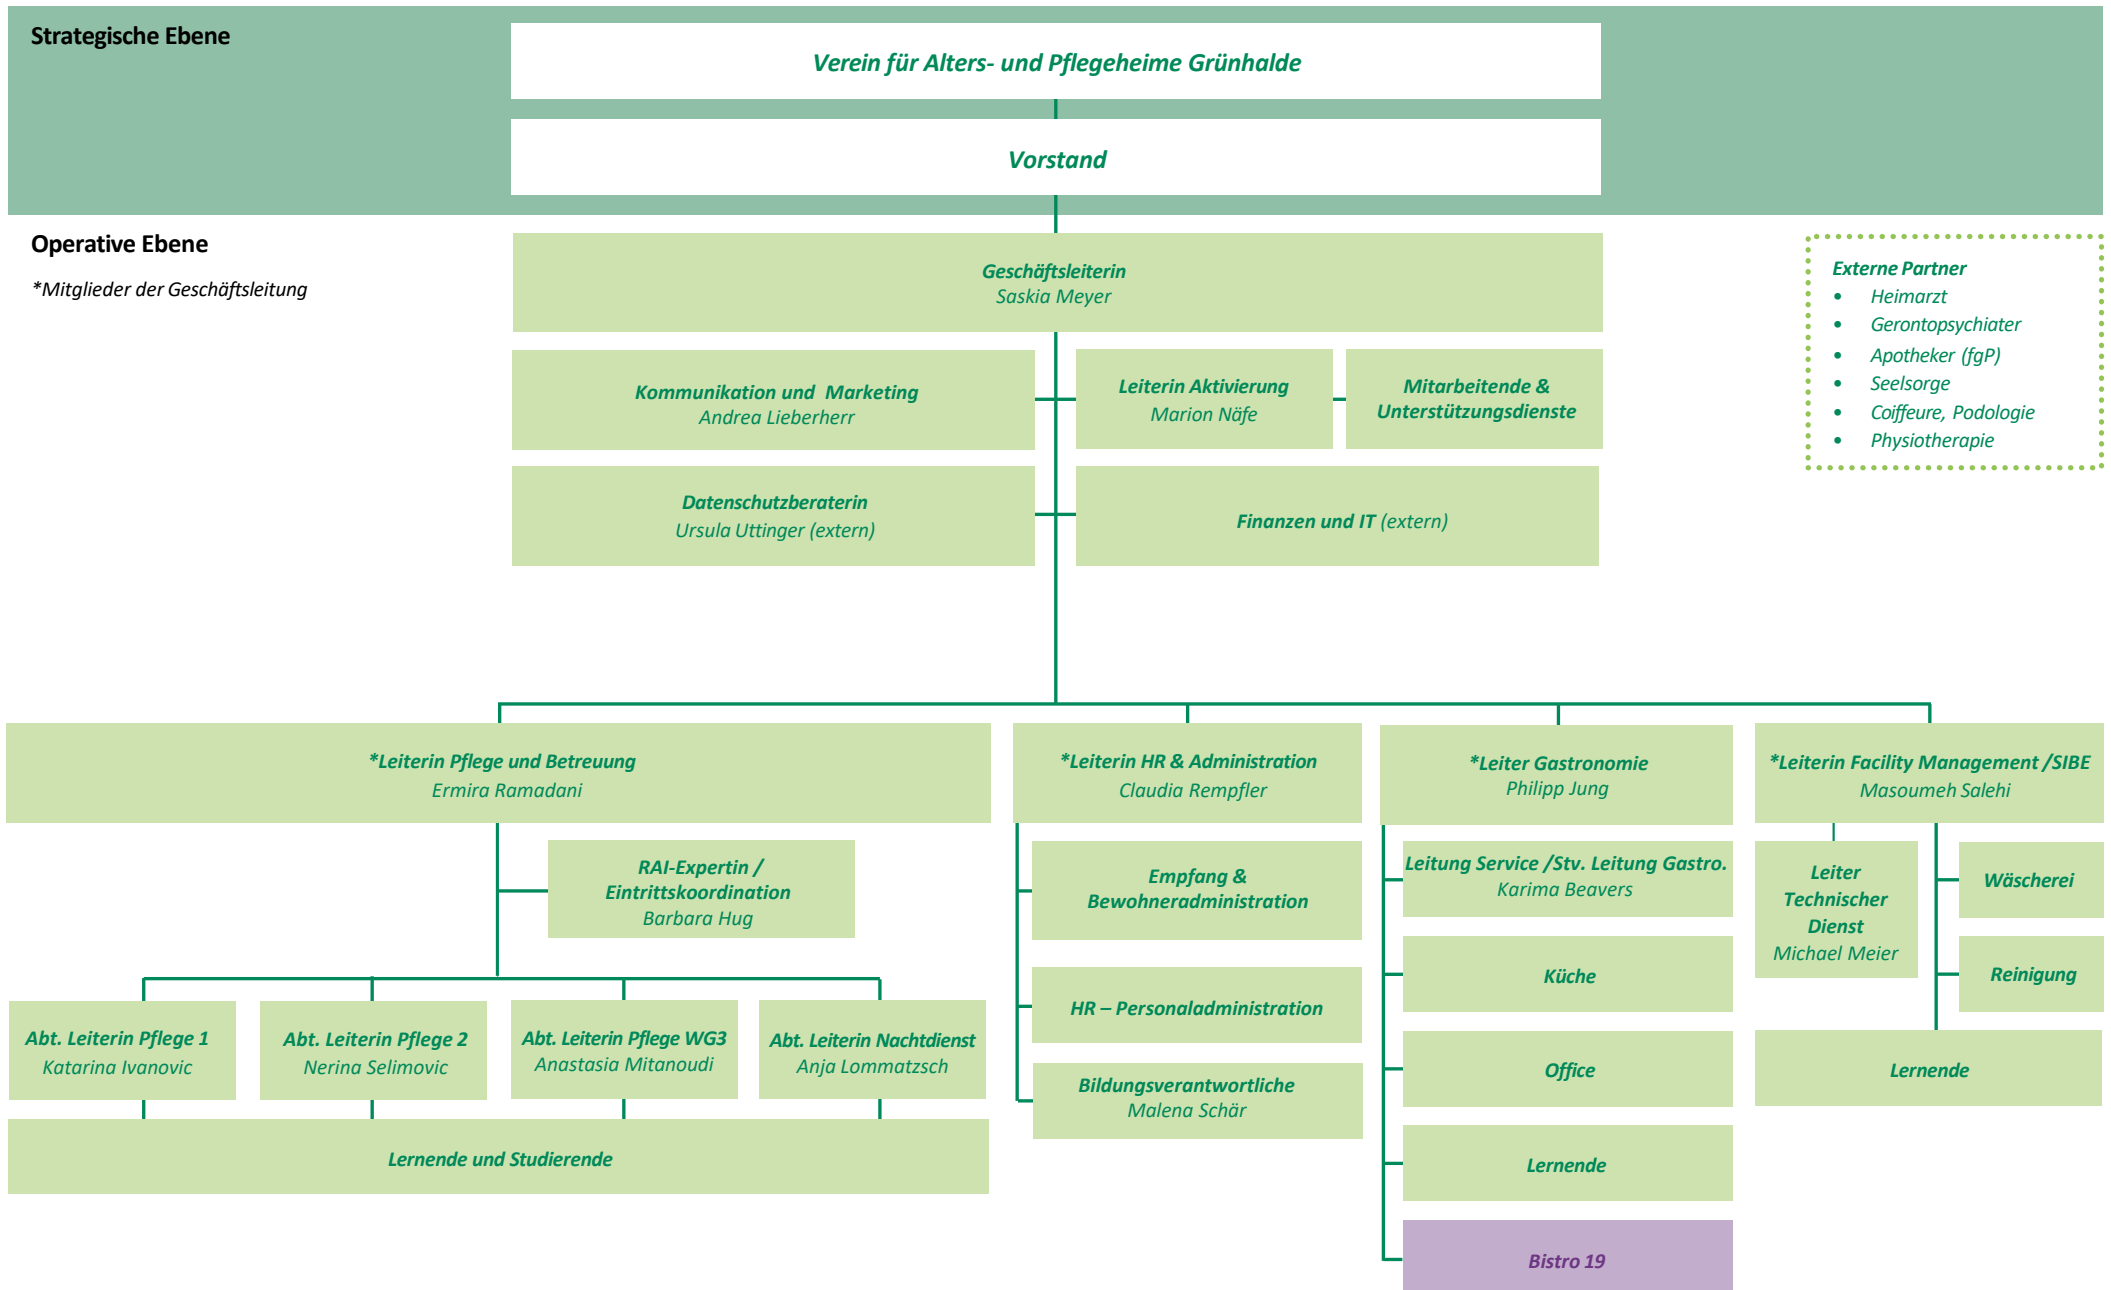 Strategische Ebene
Verein für Alters- und Pflegeheime Grünhalde
Vorstand
Operative Ebene
*Mitglieder der Geschäftsleitung
Geschäftsleiterin
Saskia Meyer
Externe Partner
• Heimarzt
• Gerontopsychiater
• Apotheker (fgP)
• Seelsorge
• Coiffeure, Podologie
• Physiotherapie
Kommunikation und Marketing
Andrea Lieberherr
Leiterin Aktivierung
Marion Näfe
Mitarbeitende &
Unterstützungsdienste
Datenschutzberaterin
Ursula Uttinger (extern)
Finanzen und IT (extern)
*Leiterin Pflege und Betreuung
Ermira Ramadani
RAI-Expertin /
Eintrittskoordination
Barbara Hug
Abt. Leiterin Pflege 1
Katarina Ivanovic
Abt. Leiterin Pflege 2
Nerina Selimovic
Abt. Leiterin Pflege WG3
Anastasia Mitanoudi
Abt. Leiterin Nachtdienst
Anja Lommatzsch
Lernende und Studierende
*Leiterin HR & Administration
Claudia Rempfler
Empfang &
Bewohneradministration
HR – Personaladministration
Bildungsverantwortliche
Malena Schär
*Leiter Gastronomie
Philipp Jung
Leitung Service /Stv. Leitung Gastro.
Karima Beavers
Küche
Office
Lernende
Bistro 19
*Leiterin Facility Management /SIBE
Masoumeh Salehi
Leiter
Technischer
Dienst
Michael Meier
Wäscherei
Reinigung
Lernende